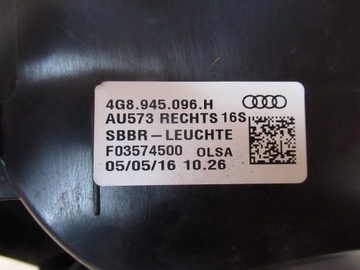 4G8.945.096.H
AU573 RECHTS 16S
SBBR-LEUCHTE
F03574500 OLSA
05/05/16 10.26